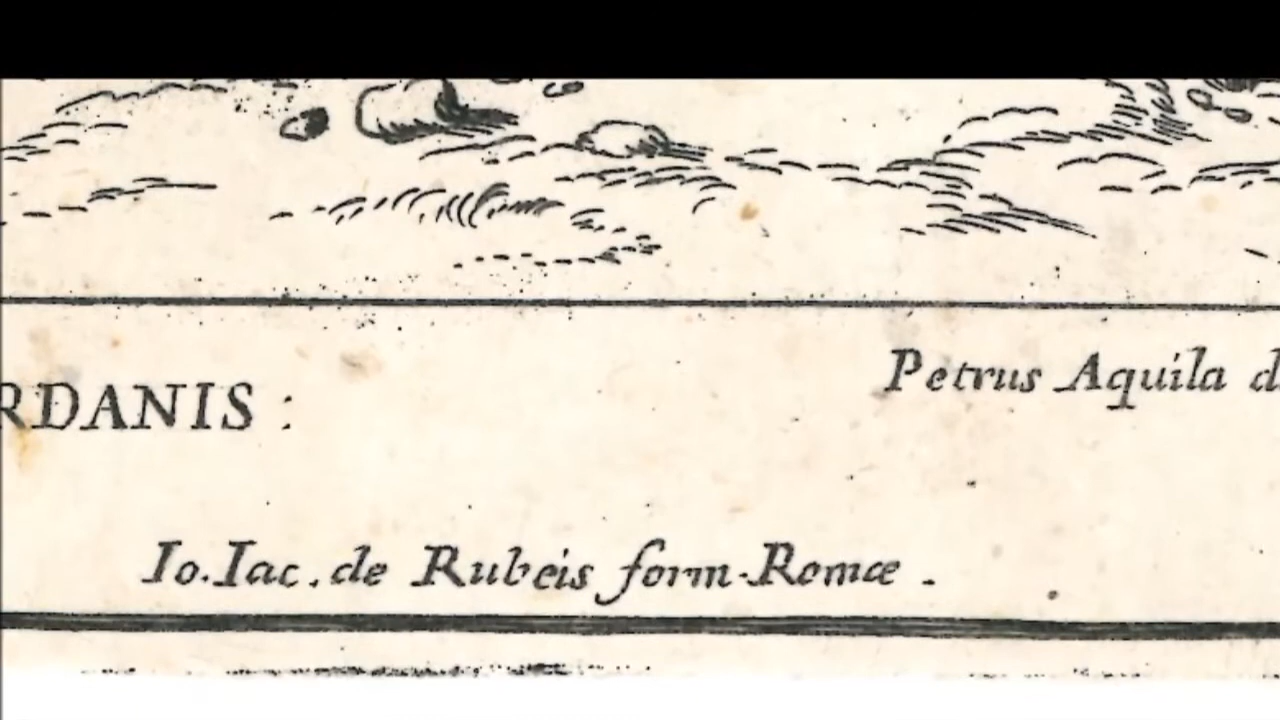 Petrus Aquila d
RDANIS :
Io. Iac. de Rubeis form. Romæ .